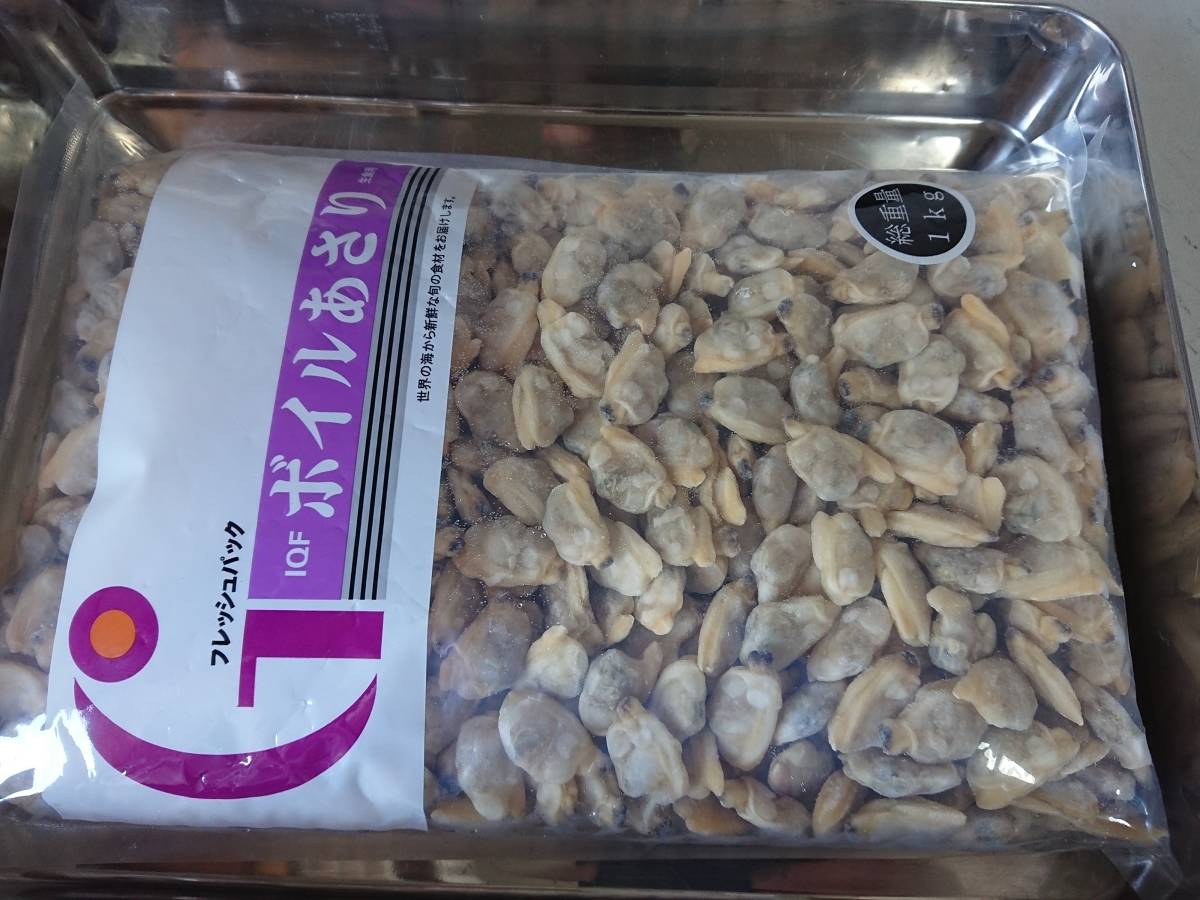 フレッシュパック
IQF ボイルあさり
世界の海から新鮮な旬の食材をお届けします。
総重量
1kg